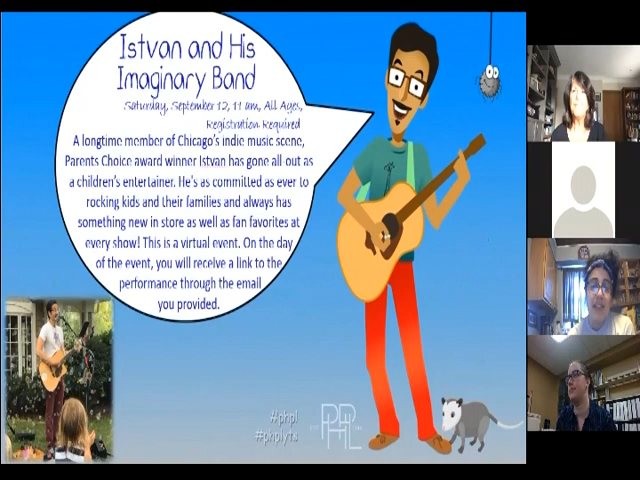 Istvan and His
Imaginary Band
Saturday, September 12, 11 am, All Ages,
Registration Required
A longtime member of Chicago's indie music scene,
Parents Choice award winner Istvan has gone all-out as
a children's entertainer. He's as committed as ever to
rocking kids and their families and always has
something new in store as well as fan favorites at
every show! This is a virtual event. On the day
of the event, you will receive a link to the
performance through the email
you provided.
#phpl
#phplyts